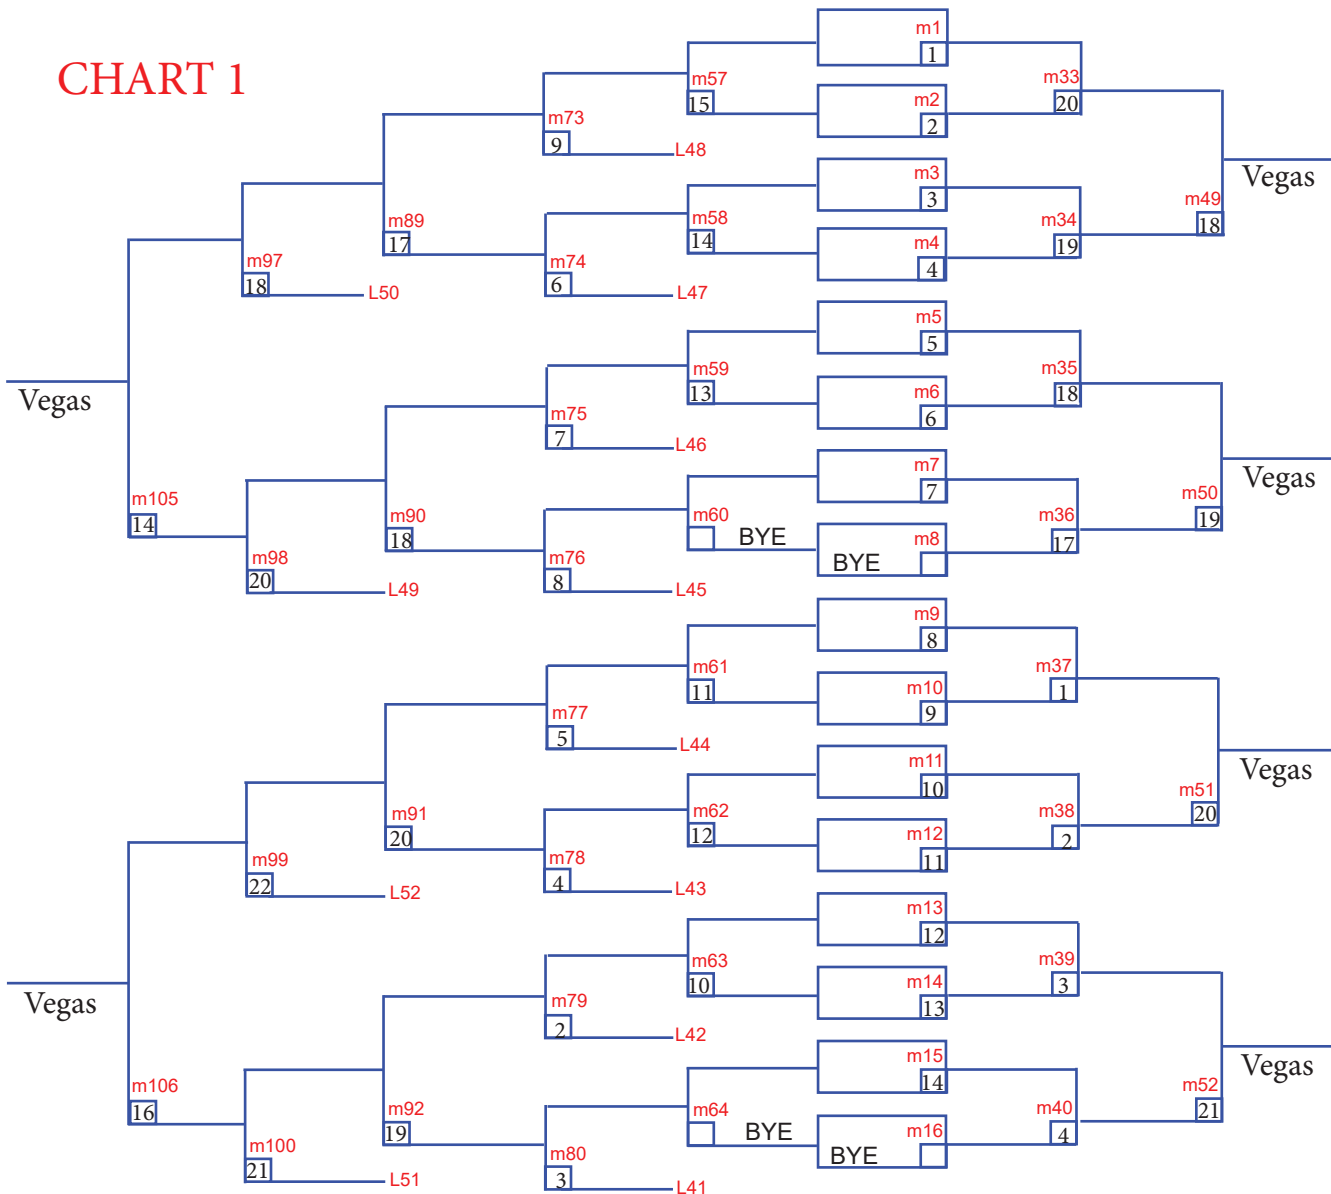 CHART 1
m1
1
m57
15
m33
20
m2
2
m73
9
L48
m3
3
Vegas
m49
18
m89
17
m58
14
m34
19
m4
4
m97
18
L50
m74
6
L47
m5
5
m59
13
m35
18
Vegas
m6
6
m75
7
L46
m7
7
Vegas
m105
14
m90
18
m60
BYE
m36
17
m50
19
m8
BYE
m98
20
L49
m76
8
L45
m9
8
m61
11
m37
1
m10
9
m77
5
L44
m11
10
Vegas
m91
20
m62
12
m38
2
m51
20
m12
11
m99
22
L52
m78
4
L43
m13
12
m63
10
m39
3
m14
13
Vegas
m79
2
L42
m15
14
Vegas
m106
16
m92
19
m64
BYE
m40
4
m52
21
m16
BYE
m100
21
L51
m80
3
L41